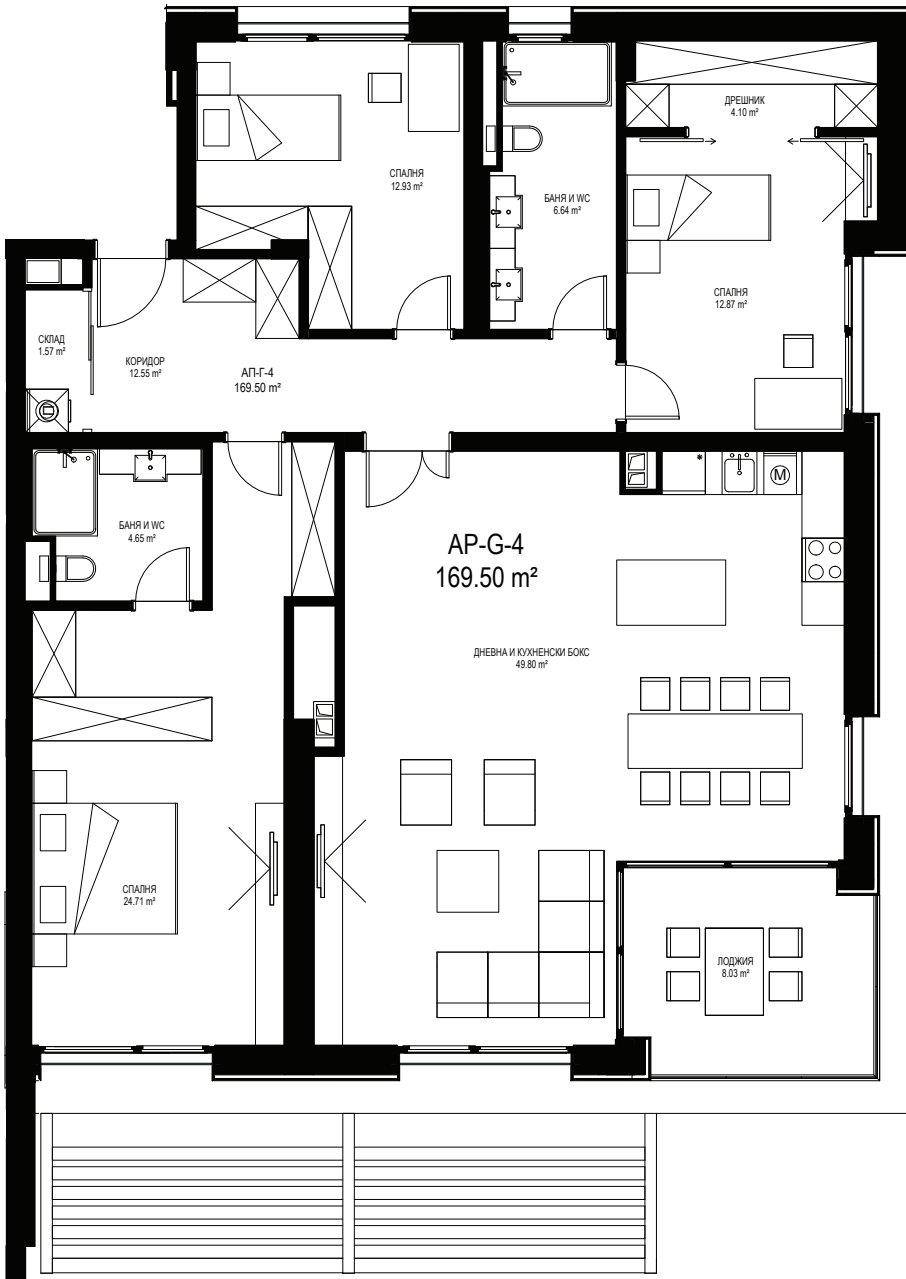 ДРЕШНИК
4.10 m²
СПАЛНЯ
12.93 m²
БАНЯ И WC
6.64 m²
СПАЛНЯ
12.87 m²
СКЛАД
1.57 m²
КОРИДОР
12.55 m²
АП-Г-4
169.50 m²
*
M
БАНЯ И WC
4.65 m²
AP-G-4
169.50 m²
ДНЕВНА И КУХНЕНСКИ БОКС
49.80 m²
СПАЛНЯ
24.71 m²
ЛОДЖИЯ
8.03 m²